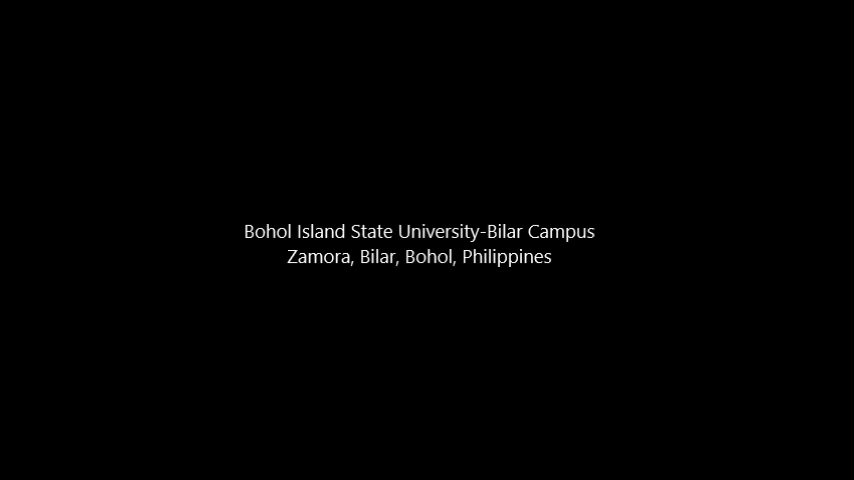 Bohol Island State University-Bilar Campus
Zamora, Bilar, Bohol, Philippines